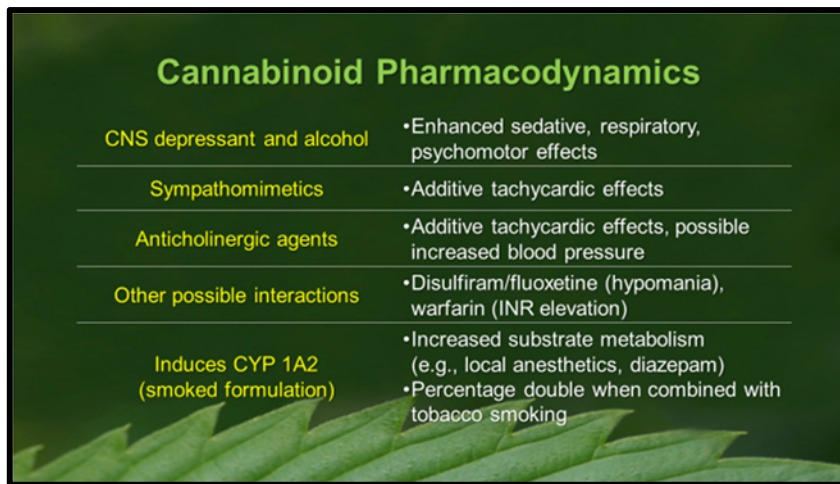 Cannabinoid Pharmacodynamics
CNS depressant and alcohol
•Enhanced sedative, respiratory,
psychomotor effects
Sympathomimetics
•Additive tachycardic effects
Anticholinergic agents
•Additive tachycardic effects, possible
increased blood pressure
Other possible interactions
•Disulfiram/fluoxetine (hypomania),
warfarin (INR elevation)
Induces CYP 1A2
(smoked formulation)
•Increased substrate metabolism
(e.g., local anesthetics, diazepam)
•Percentage double when combined with
tobacco smoking